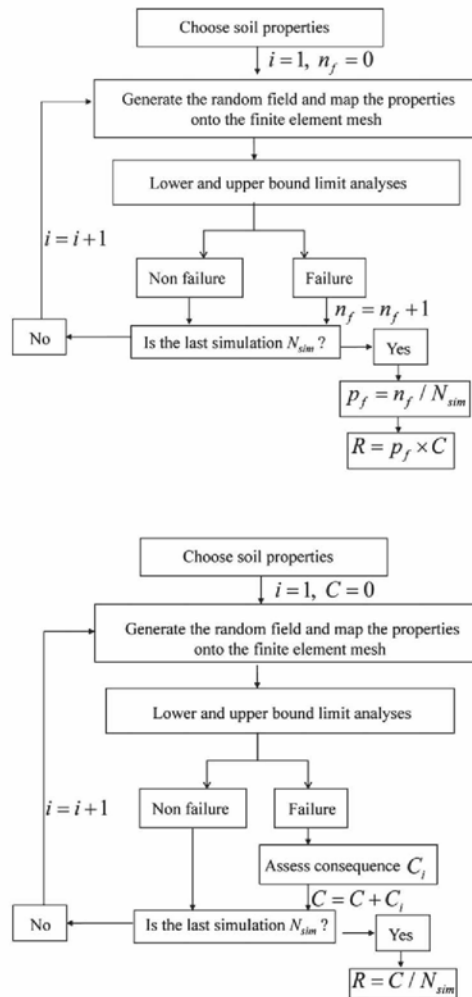 Choose soil properties
i = 1, n_f = 0
Generate the random field and map the properties
onto the finite element mesh
Lower and upper bound limit analyses
i = i + 1
Non failure
Failure
n_f = n_f + 1
No
Is the last simulation N_sim ?
Yes
p_f = n_f / N_sim
R = p_f × C
Choose soil properties
i = 1, C = 0
Generate the random field and map the properties
onto the finite element mesh
Lower and upper bound limit analyses
i = i + 1
Non failure
Failure
Assess consequence C_i
C = C + C_i
No
Is the last simulation N_sim ?
Yes
R = C / N_sim